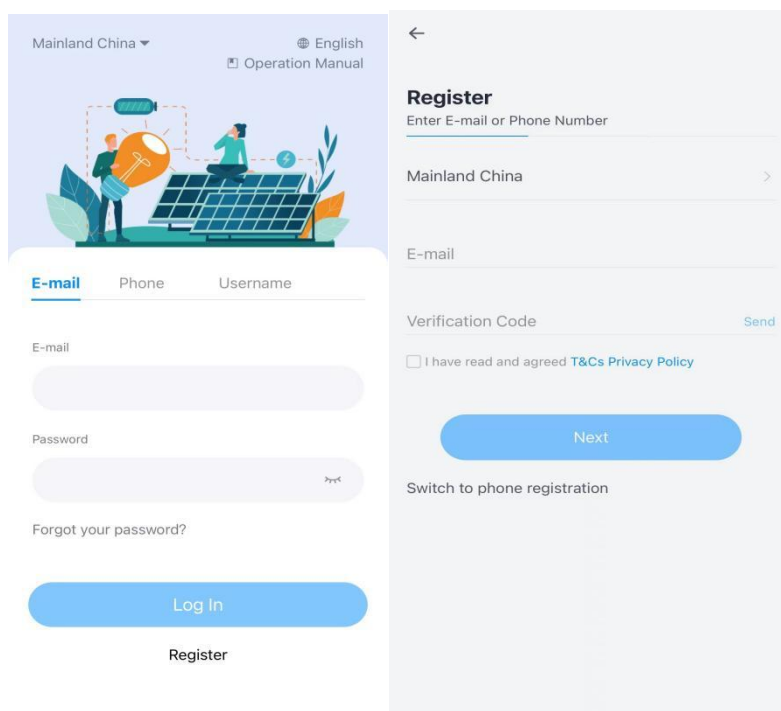 Mainland China
English
Operation Manual
E-mail Phone Username
E-mail
Password
Forgot your password?
Log In
Register
Register
Enter E-mail or Phone Number
Mainland China
E-mail
Verification Code Send
I have read and agreed T&Cs Privacy Policy
Next
Switch to phone registration